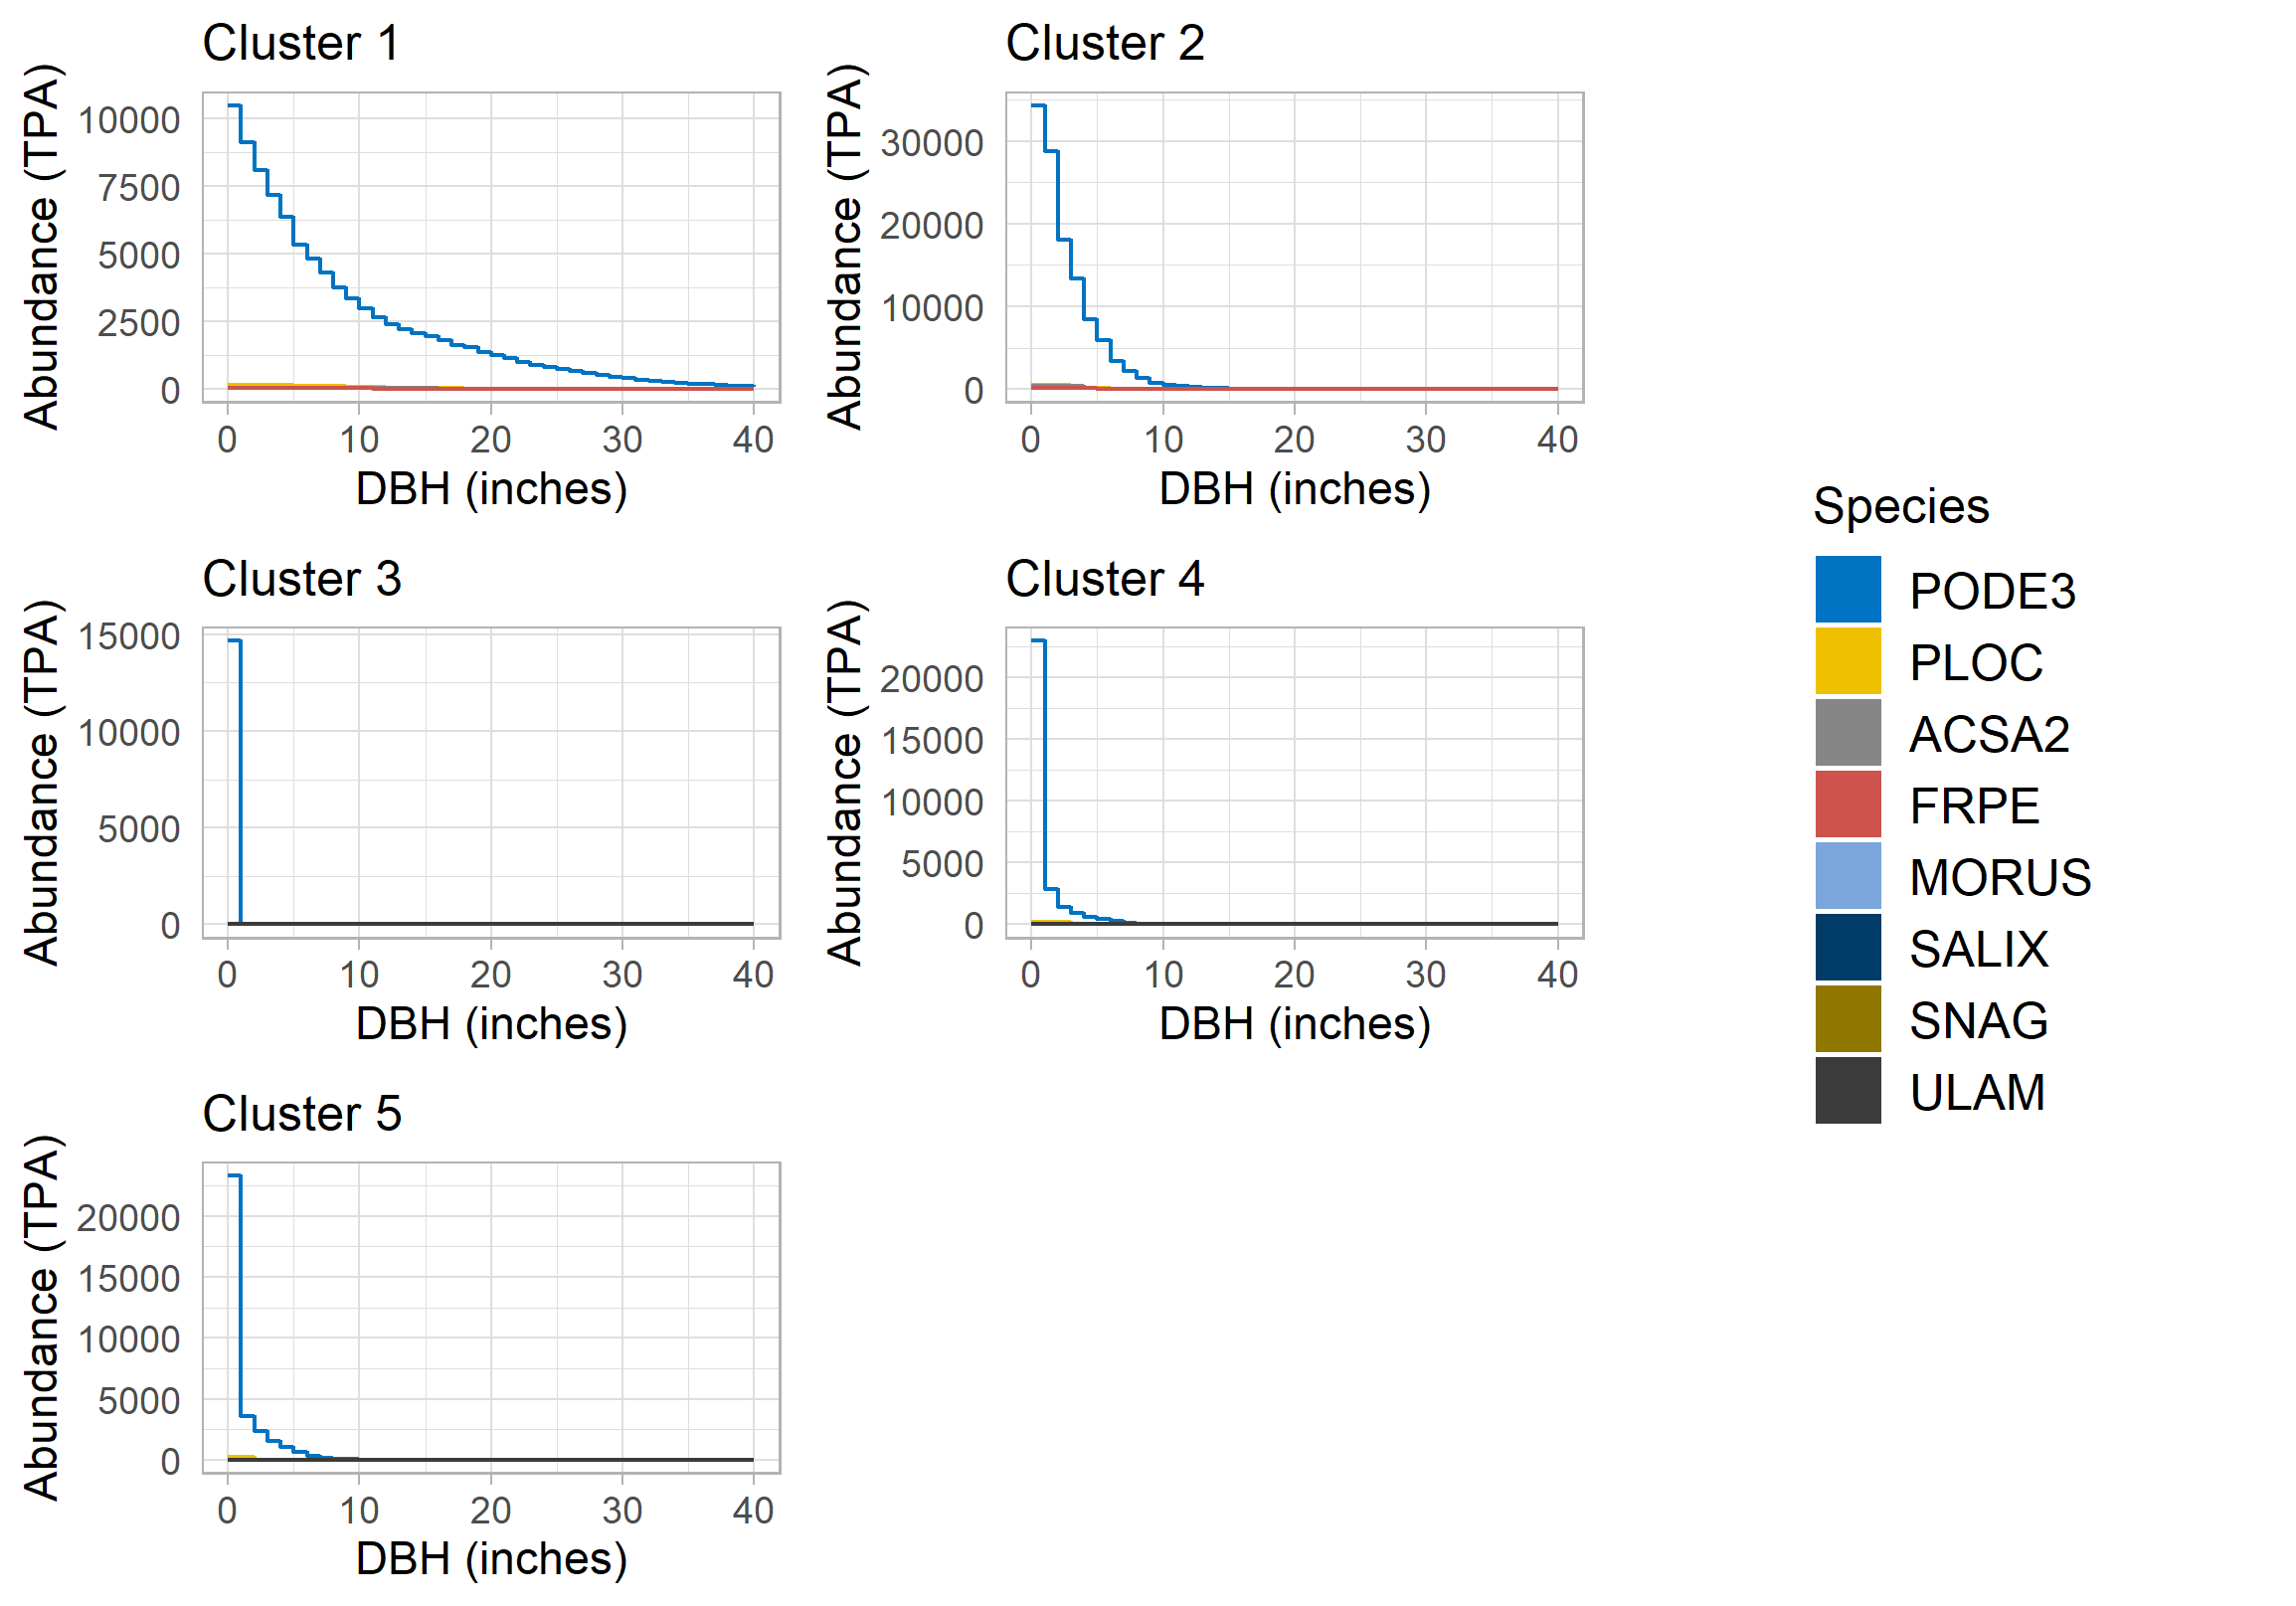 Cluster 1
Abundance (TPA)
10000
7500
5000
2500
0
0 10 20 30 40
DBH (inches)
Cluster 2
Abundance (TPA)
30000
20000
10000
0
0 10 20 30 40
DBH (inches)
Cluster 3
Abundance (TPA)
15000
10000
5000
0
0 10 20 30 40
DBH (inches)
Cluster 4
Abundance (TPA)
20000
15000
10000
5000
0
0 10 20 30 40
DBH (inches)
Cluster 5
Abundance (TPA)
20000
15000
10000
5000
0
0 10 20 30 40
DBH (inches)
Species
PODE3
PLOC
ACSA2
FRPE
MORUS
SALIX
SNAG
ULAM